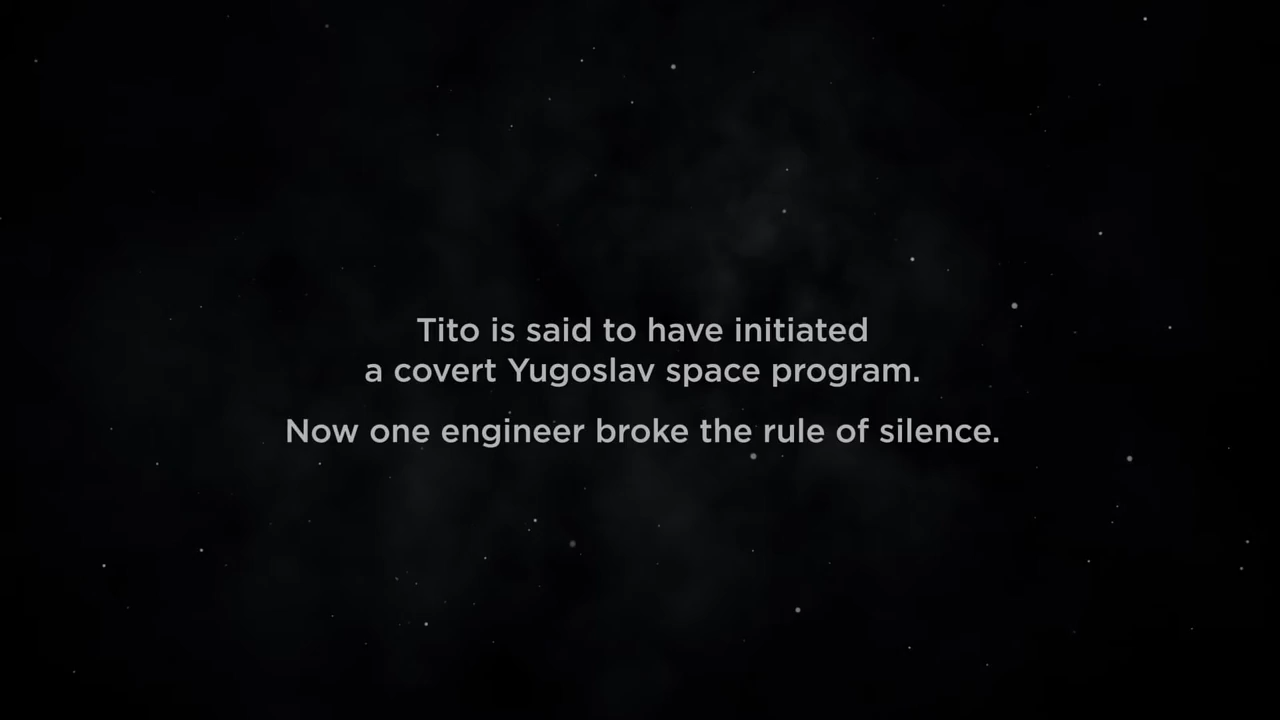 Tito is said to have initiated
a covert Yugoslav space program.
Now one engineer broke the rule of silence.